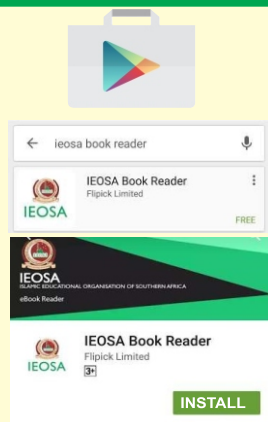 ieosa book reader
IEOSA Book Reader
Flipick Limited
IEOSA
FREE
IEOSA
ISLAMIC EDUCATIONAL ORGANISATION OF SOUTHERN AFRICA
eBook Reader
IEOSA Book Reader
Flipick Limited
IEOSA
3+
INSTALL